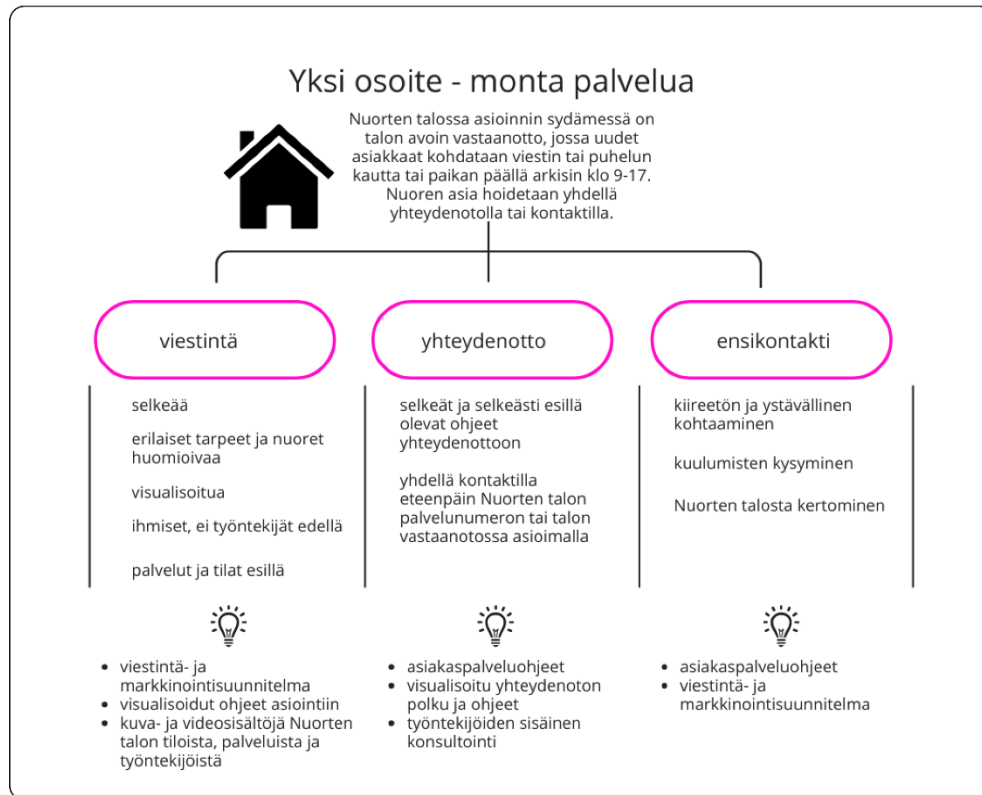 Yksi osoite - monta palvelua
Nuorten talossa asioinnin sydämessä on
talon avoin vastaanotto, jossa uudet
asiakkaat kohdataan viestin tai puhelun
kautta tai paikan päällä arkisin klo 9-17.
Nuoren asia hoidetaan yhdellä
yhteydenotolla tai kontaktilla.
viestintä
selkeää
erilaiset tarpeet ja nuoret
huomioivaa
visualisoitua
ihmiset, ei työntekijät edellä
palvelut ja tilat esillä
• viestintä- ja
markkinointisuunnitelma
• visualisoidut ohjeet asiointiin
• kuva- ja videosisältöjä Nuorten
talon tiloista, palveluista ja
työntekijöistä
yhteydenotto
selkeät ja selkeästi esillä
olevat ohjeet
yhteydenottoon
yhdellä kontaktilla
eteenpäin Nuorten talon
palvelunumeron tai talon
vastaanotossa asioimalla
• asiakaspalveluohjeet
• visualisoitu yhteydenoton
polku ja ohjeet
• työntekijöiden sisäinen
konsultointi
ensikontakti
kiireetön ja ystävällinen
kohtaaminen
kuulumisten kysyminen
Nuorten talosta kertominen
• asiakaspalveluohjeet
• viestintä- ja
markkinointisuunnitelma